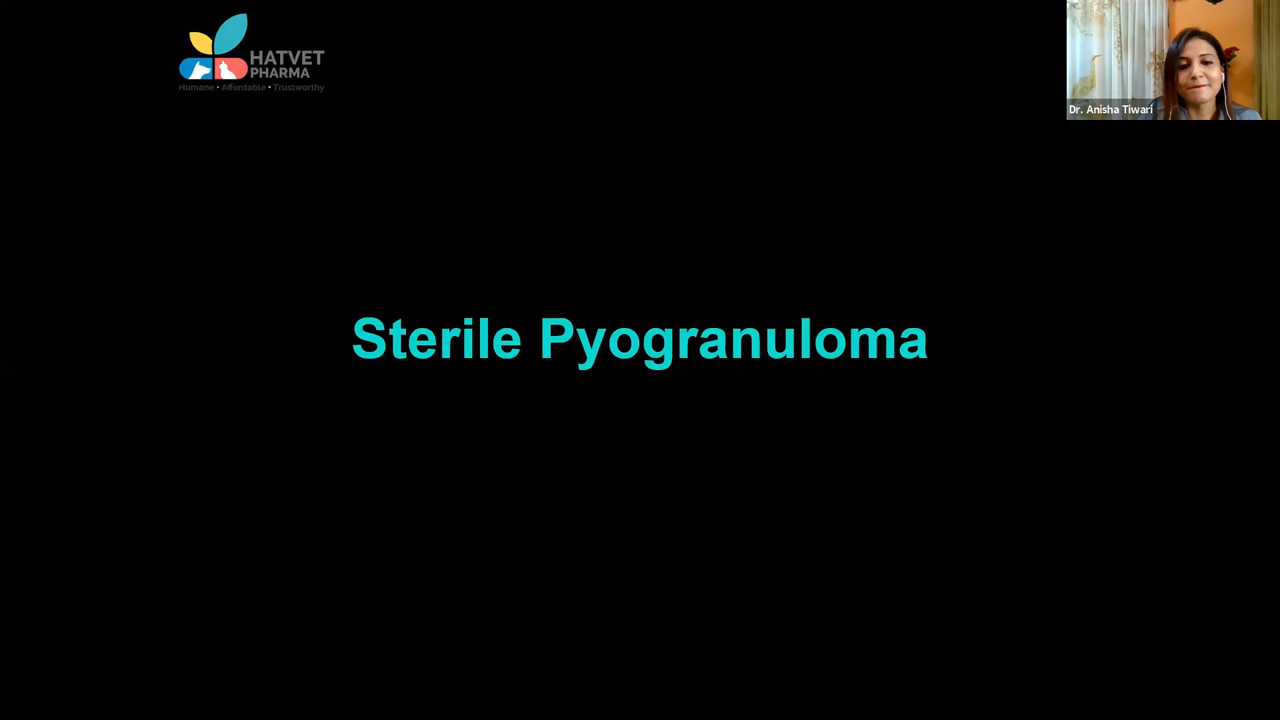 HATVET
PHARMA
Humane • Affordable • Trustworthy
Dr. Anisha Tiwari
Sterile Pyogranuloma